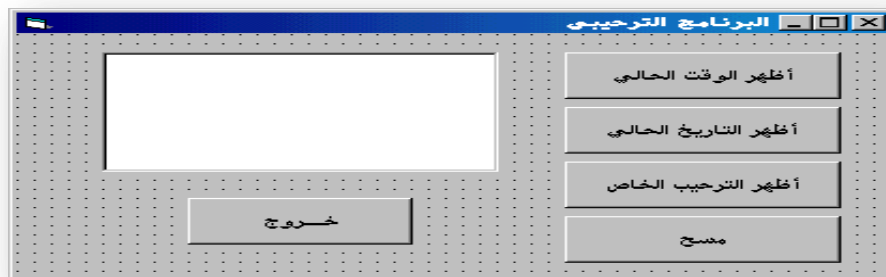 البرنامج الترحيبي
أظهر الوقت الحالي
أظهر التاريخ الحالي
أظهر الترحيب الخاص
مسح
خـــروج